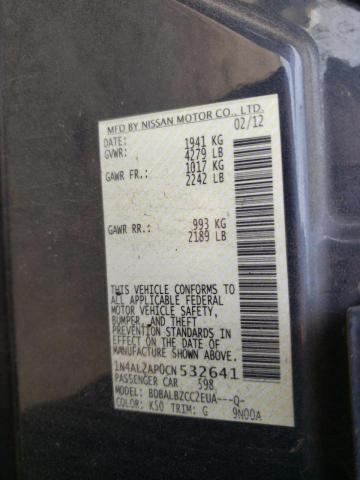 MFD BY NISSAN MOTOR CO., LTD.
DATE: 02/12
GVWR: 1941 KG
4279 LB
GAWR FR.: 1017 KG
2242 LB
GAWR RR.: 993 KG
2189 LB
THIS VEHICLE CONFORMS TO
ALL APPLICABLE FEDERAL
MOTOR VEHICLE SAFETY,
BUMPER, AND THEFT
PREVENTION STANDARDS IN
EFFECT ON THE DATE OF
MANUFACTURE SHOWN ABOVE.
1N4AL2AP0CN532641
PASSENGER CAR 598
MODEL: BDBALBZCC2EUA---Q-
COLOR: K50 TRIM: G 9N00A